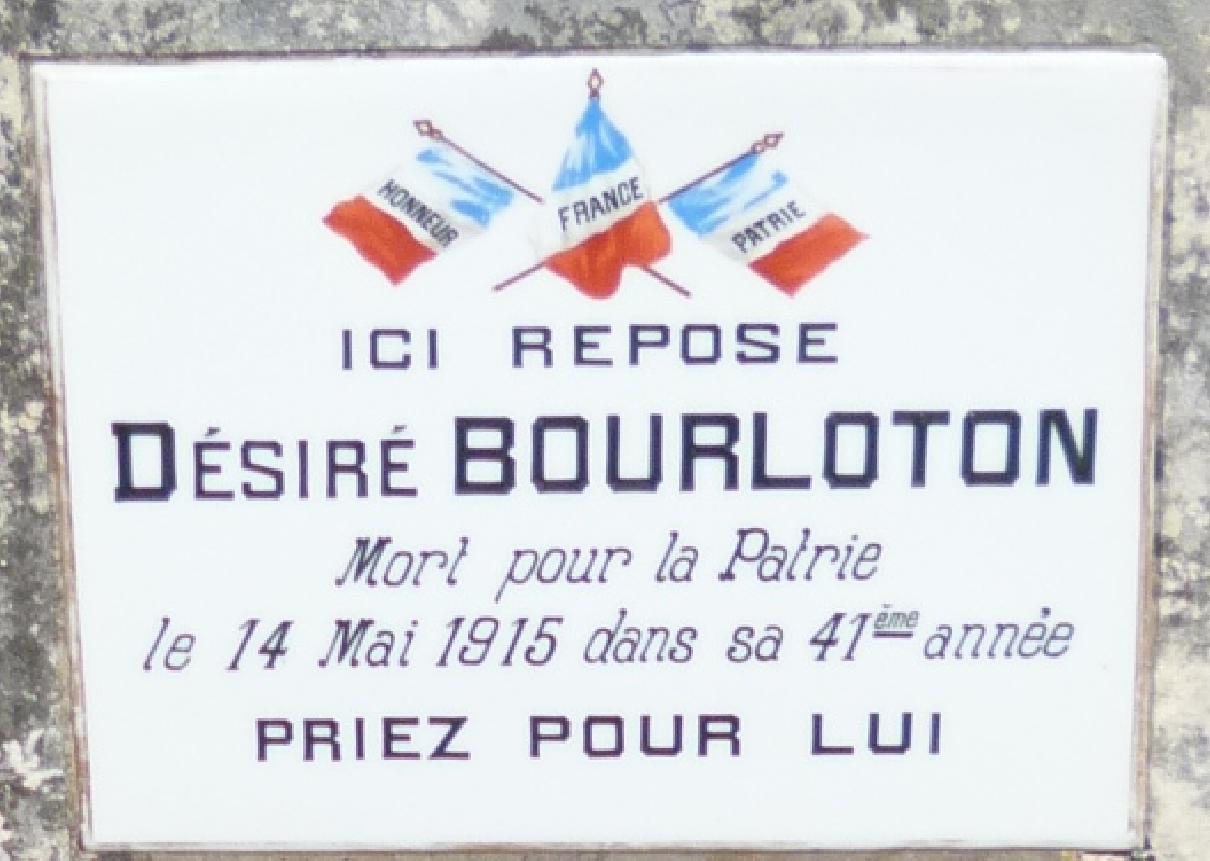 HONNEUR FRANCE PATRIE
ICI REPOSE
DÉSIRÉ BOURLOTON
Mort pour la Patrie
le 14 Mai 1915 dans sa 41ème année
PRIEZ POUR LUI